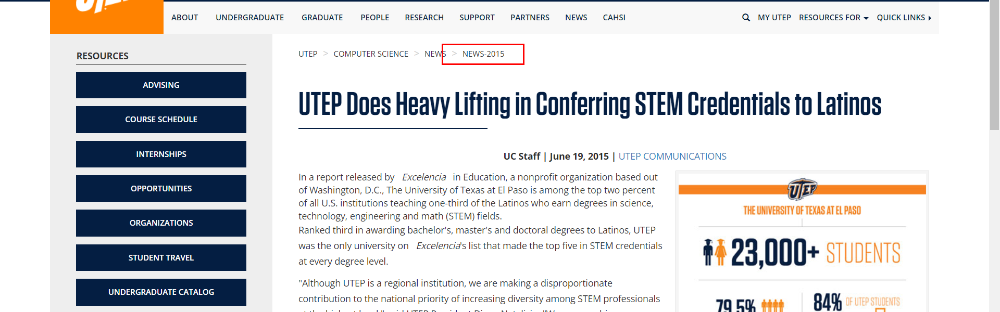 ABOUT UNDERGRADUATE GRADUATE PEOPLE RESEARCH SUPPORT PARTNERS NEWS CAHSI MY UTEP RESOURCES FOR QUICK LINKS
RESOURCES
ADVISING
COURSE SCHEDULE
INTERNSHIPS
OPPORTUNITIES
ORGANIZATIONS
STUDENT TRAVEL
UNDERGRADUATE CATALOG
UTEP > COMPUTER SCIENCE > NEWS > NEWS-2015
UTEP Does Heavy Lifting in Conferring STEM Credentials to Latinos
UC Staff | June 19, 2015 | UTEP COMMUNICATIONS
In a report released by Excelencia in Education, a nonprofit organization based out
of Washington, D.C., The University of Texas at El Paso is among the top two percent
of all U.S. institutions teaching one-third of the Latinos who earn degrees in science,
technology, engineering and math (STEM) fields.
Ranked third in awarding bachelor's, master's and doctoral degrees to Latinos, UTEP
was the only university on Excelencia's list that made the top five in STEM credentials
at every degree level.
"Although UTEP is a regional institution, we are making a disproportionate
contribution to the national priority of increasing diversity among STEM professionals
UTEP
THE UNIVERSITY OF TEXAS AT EL PASO
23,000+ STUDENTS
79.5%
84% OF UTEP STUDENTS